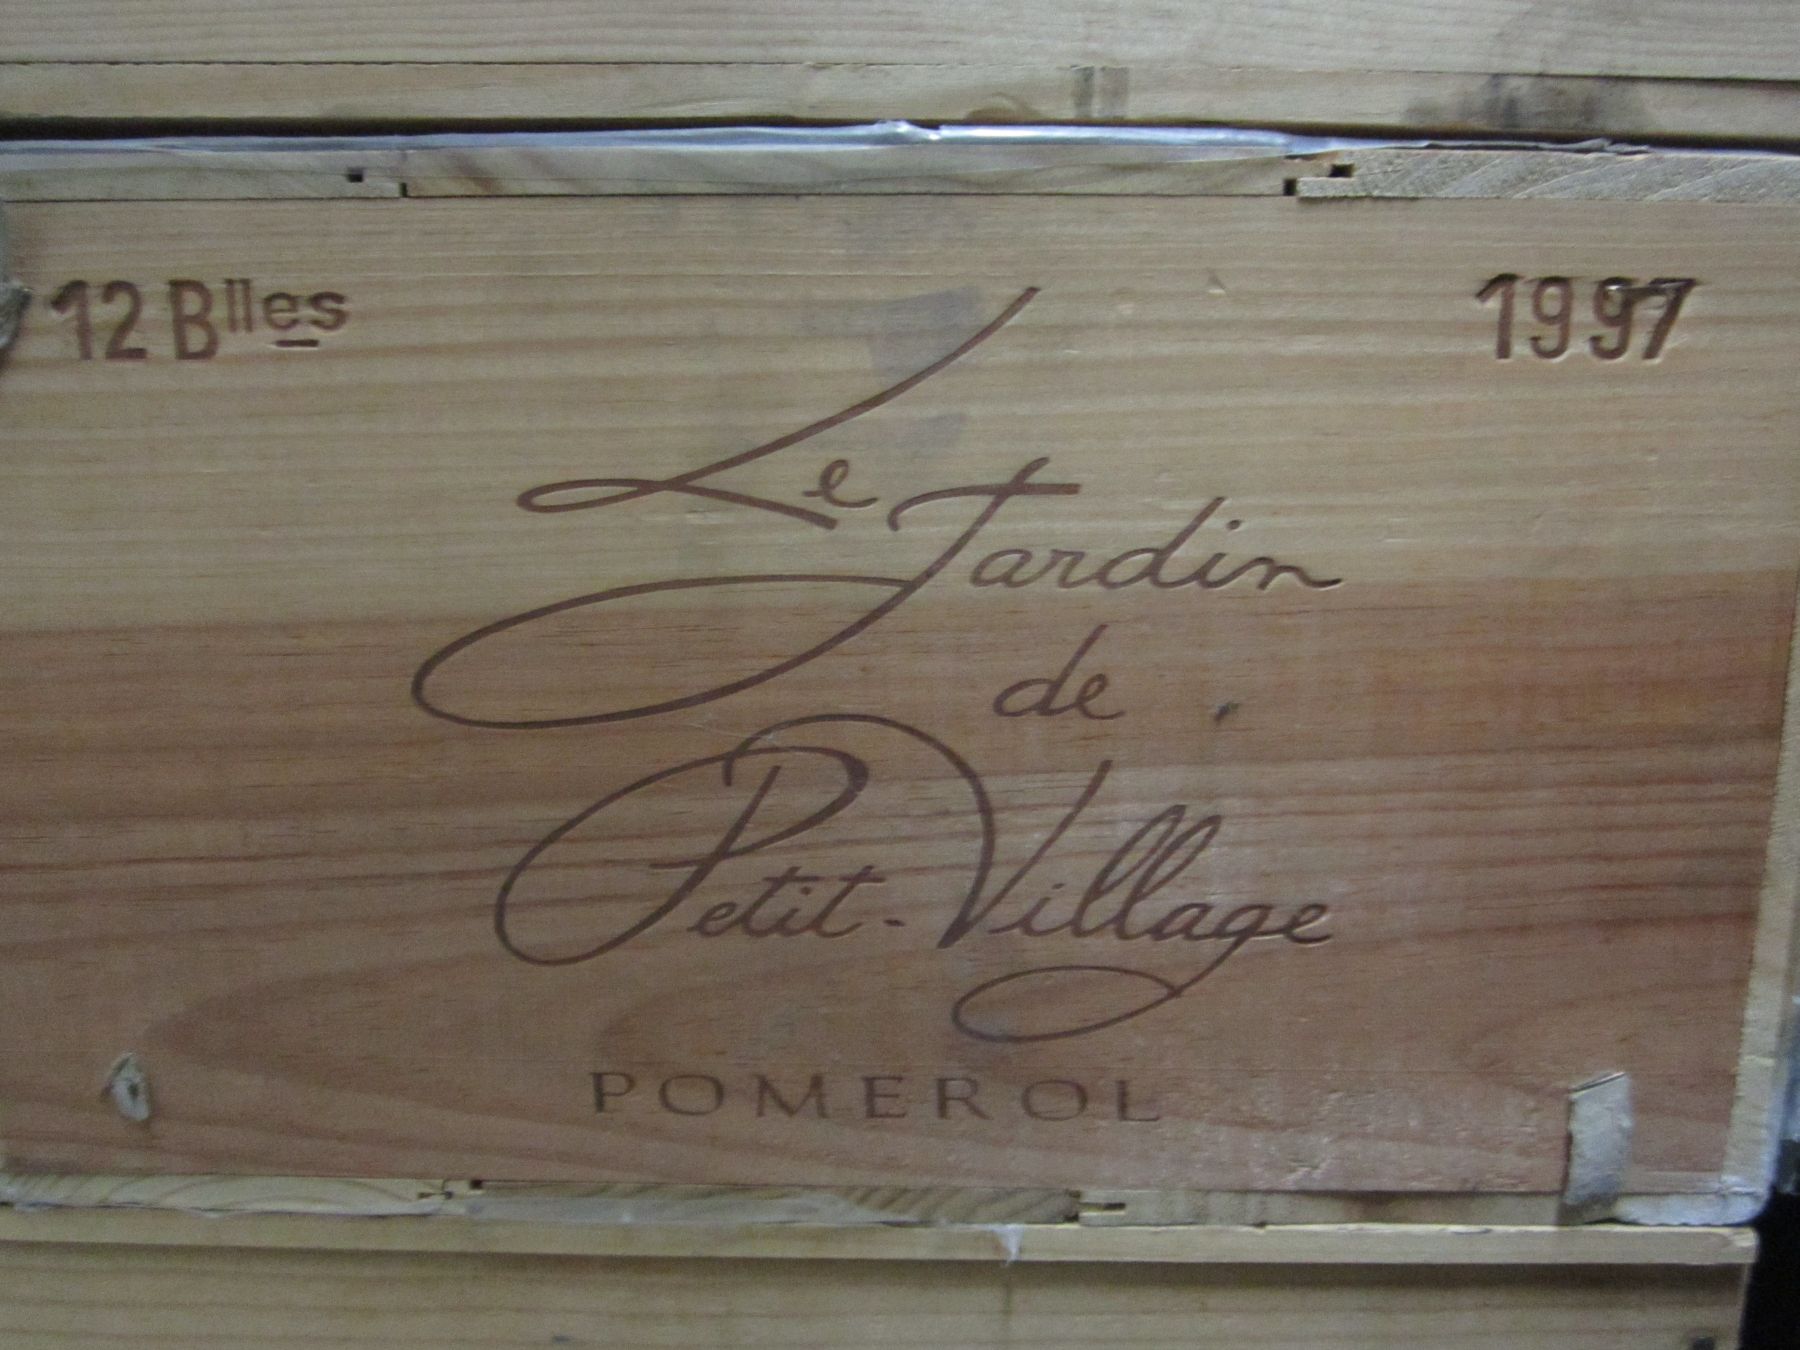 12 Blles
1997
Le Jardin
de
Petit-Village
POMEROL